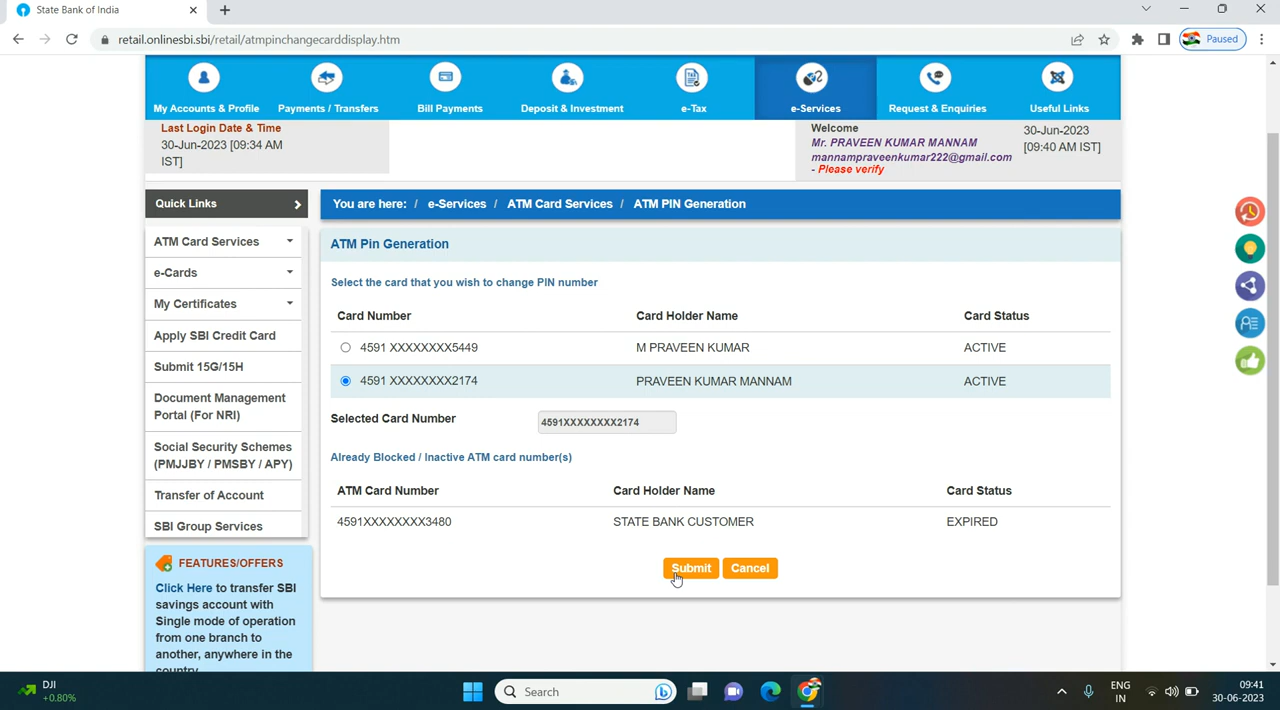 State Bank of India
retail.onlinesbi.sbi/retail/atmpinchangecarddisplay.htm
Paused
My Accounts & Profile
Payments / Transfers
Bill Payments
Deposit & Investment
e-Tax
e-Services
Request & Enquiries
Useful Links
Last Login Date & Time
30-Jun-2023 [09:34 AM
IST]
Welcome
Mr. PRAVEEN KUMAR MANNAM
mannampraveenkumar222@gmail.com
- Please verify
30-Jun-2023
[09:40 AM IST]
Quick Links
You are here: / e-Services / ATM Card Services / ATM PIN Generation
ATM Card Services
e-Cards
My Certificates
Apply SBI Credit Card
Submit 15G/15H
Document Management
Portal (For NRI)
Social Security Schemes
(PMJJBY / PMSBY / APY)
Transfer of Account
SBI Group Services
ATM Pin Generation
Select the card that you wish to change PIN number
Card Number Card Holder Name Card Status
4591 XXXXXXXX5449 M PRAVEEN KUMAR ACTIVE
4591 XXXXXXXX2174 PRAVEEN KUMAR MANNAM ACTIVE
Selected Card Number 4591XXXXXXXX2174
Already Blocked / Inactive ATM card number(s)
ATM Card Number Card Holder Name Card Status
4591XXXXXXXX3480 STATE BANK CUSTOMER EXPIRED
Submit Cancel
FEATURES/OFFERS
Click Here to transfer SBI
savings account with
Single mode of operation
from one branch to
another, anywhere in the
country.
DJI
+0.80%
Search
ENG
IN
09:41
30-06-2023